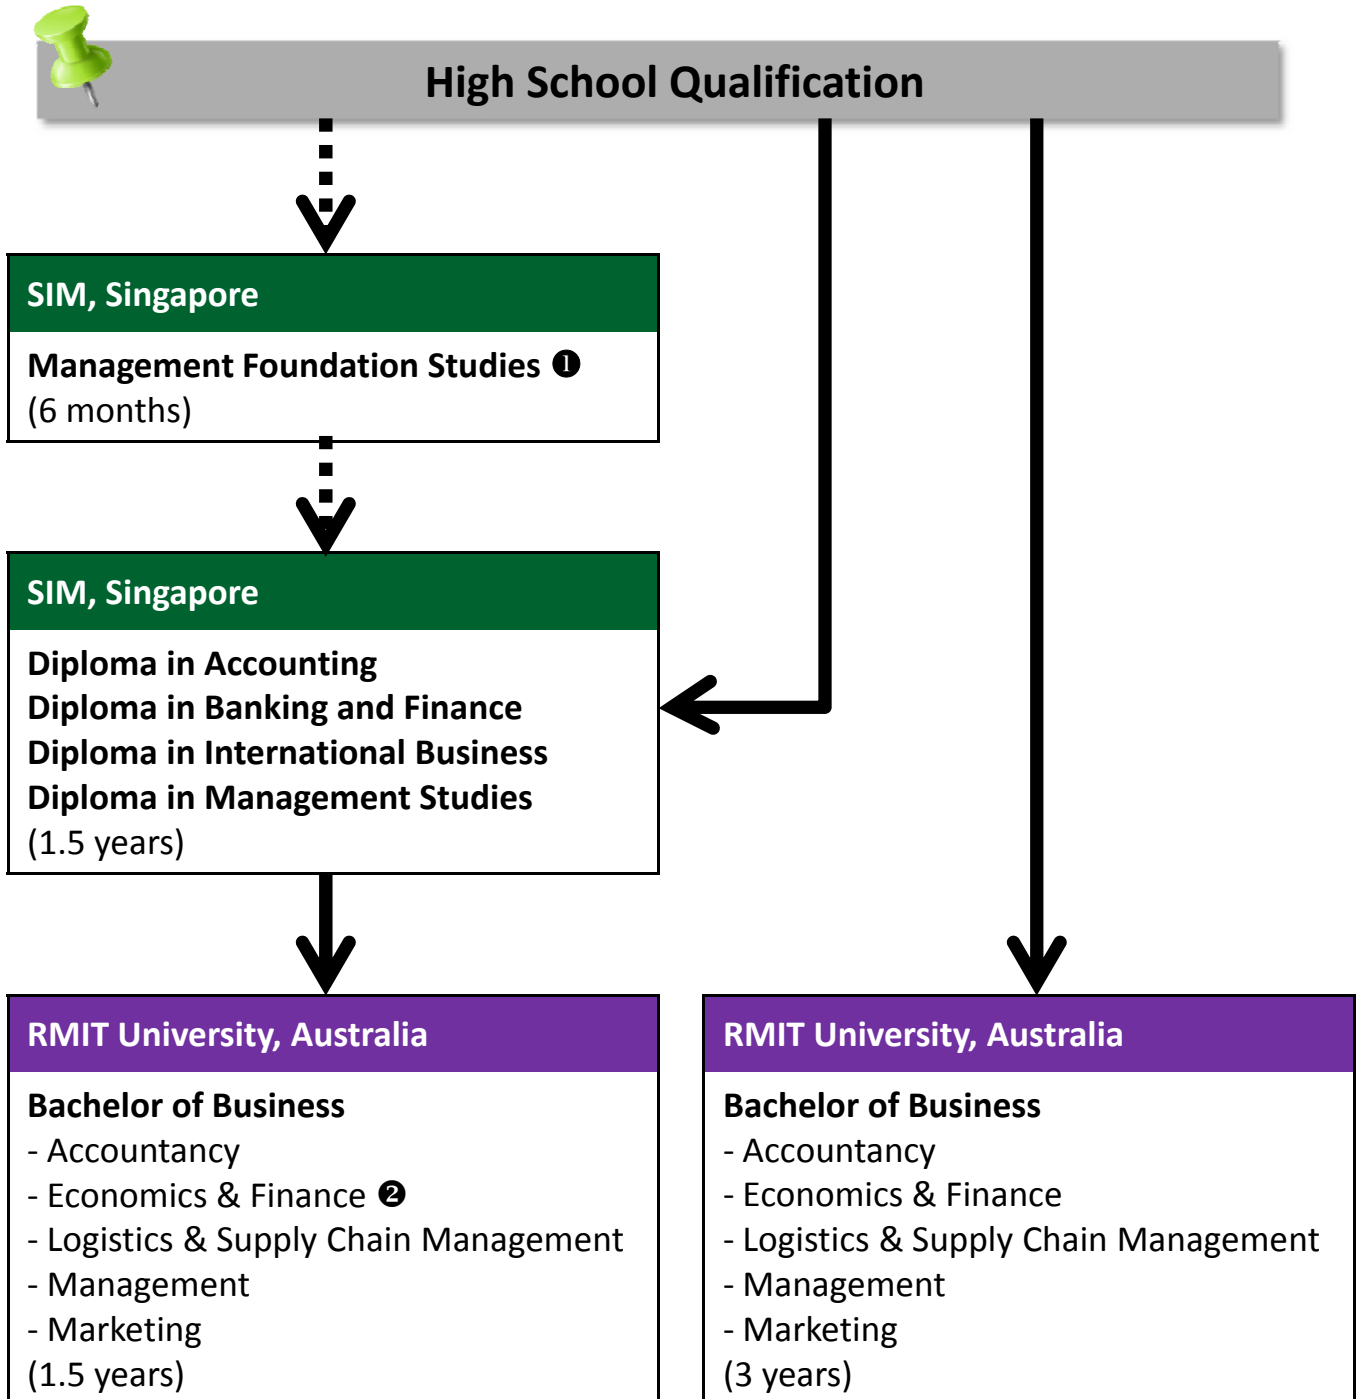 High School Qualification
SIM, Singapore
Management Foundation Studies ❶
(6 months)
SIM, Singapore
Diploma in Accounting
Diploma in Banking and Finance
Diploma in International Business
Diploma in Management Studies
(1.5 years)
RMIT University, Australia
Bachelor of Business
- Accountancy
- Economics & Finance ❷
- Logistics & Supply Chain Management
- Management
- Marketing
(1.5 years)
RMIT University, Australia
Bachelor of Business
- Accountancy
- Economics & Finance
- Logistics & Supply Chain Management
- Management
- Marketing
(3 years)